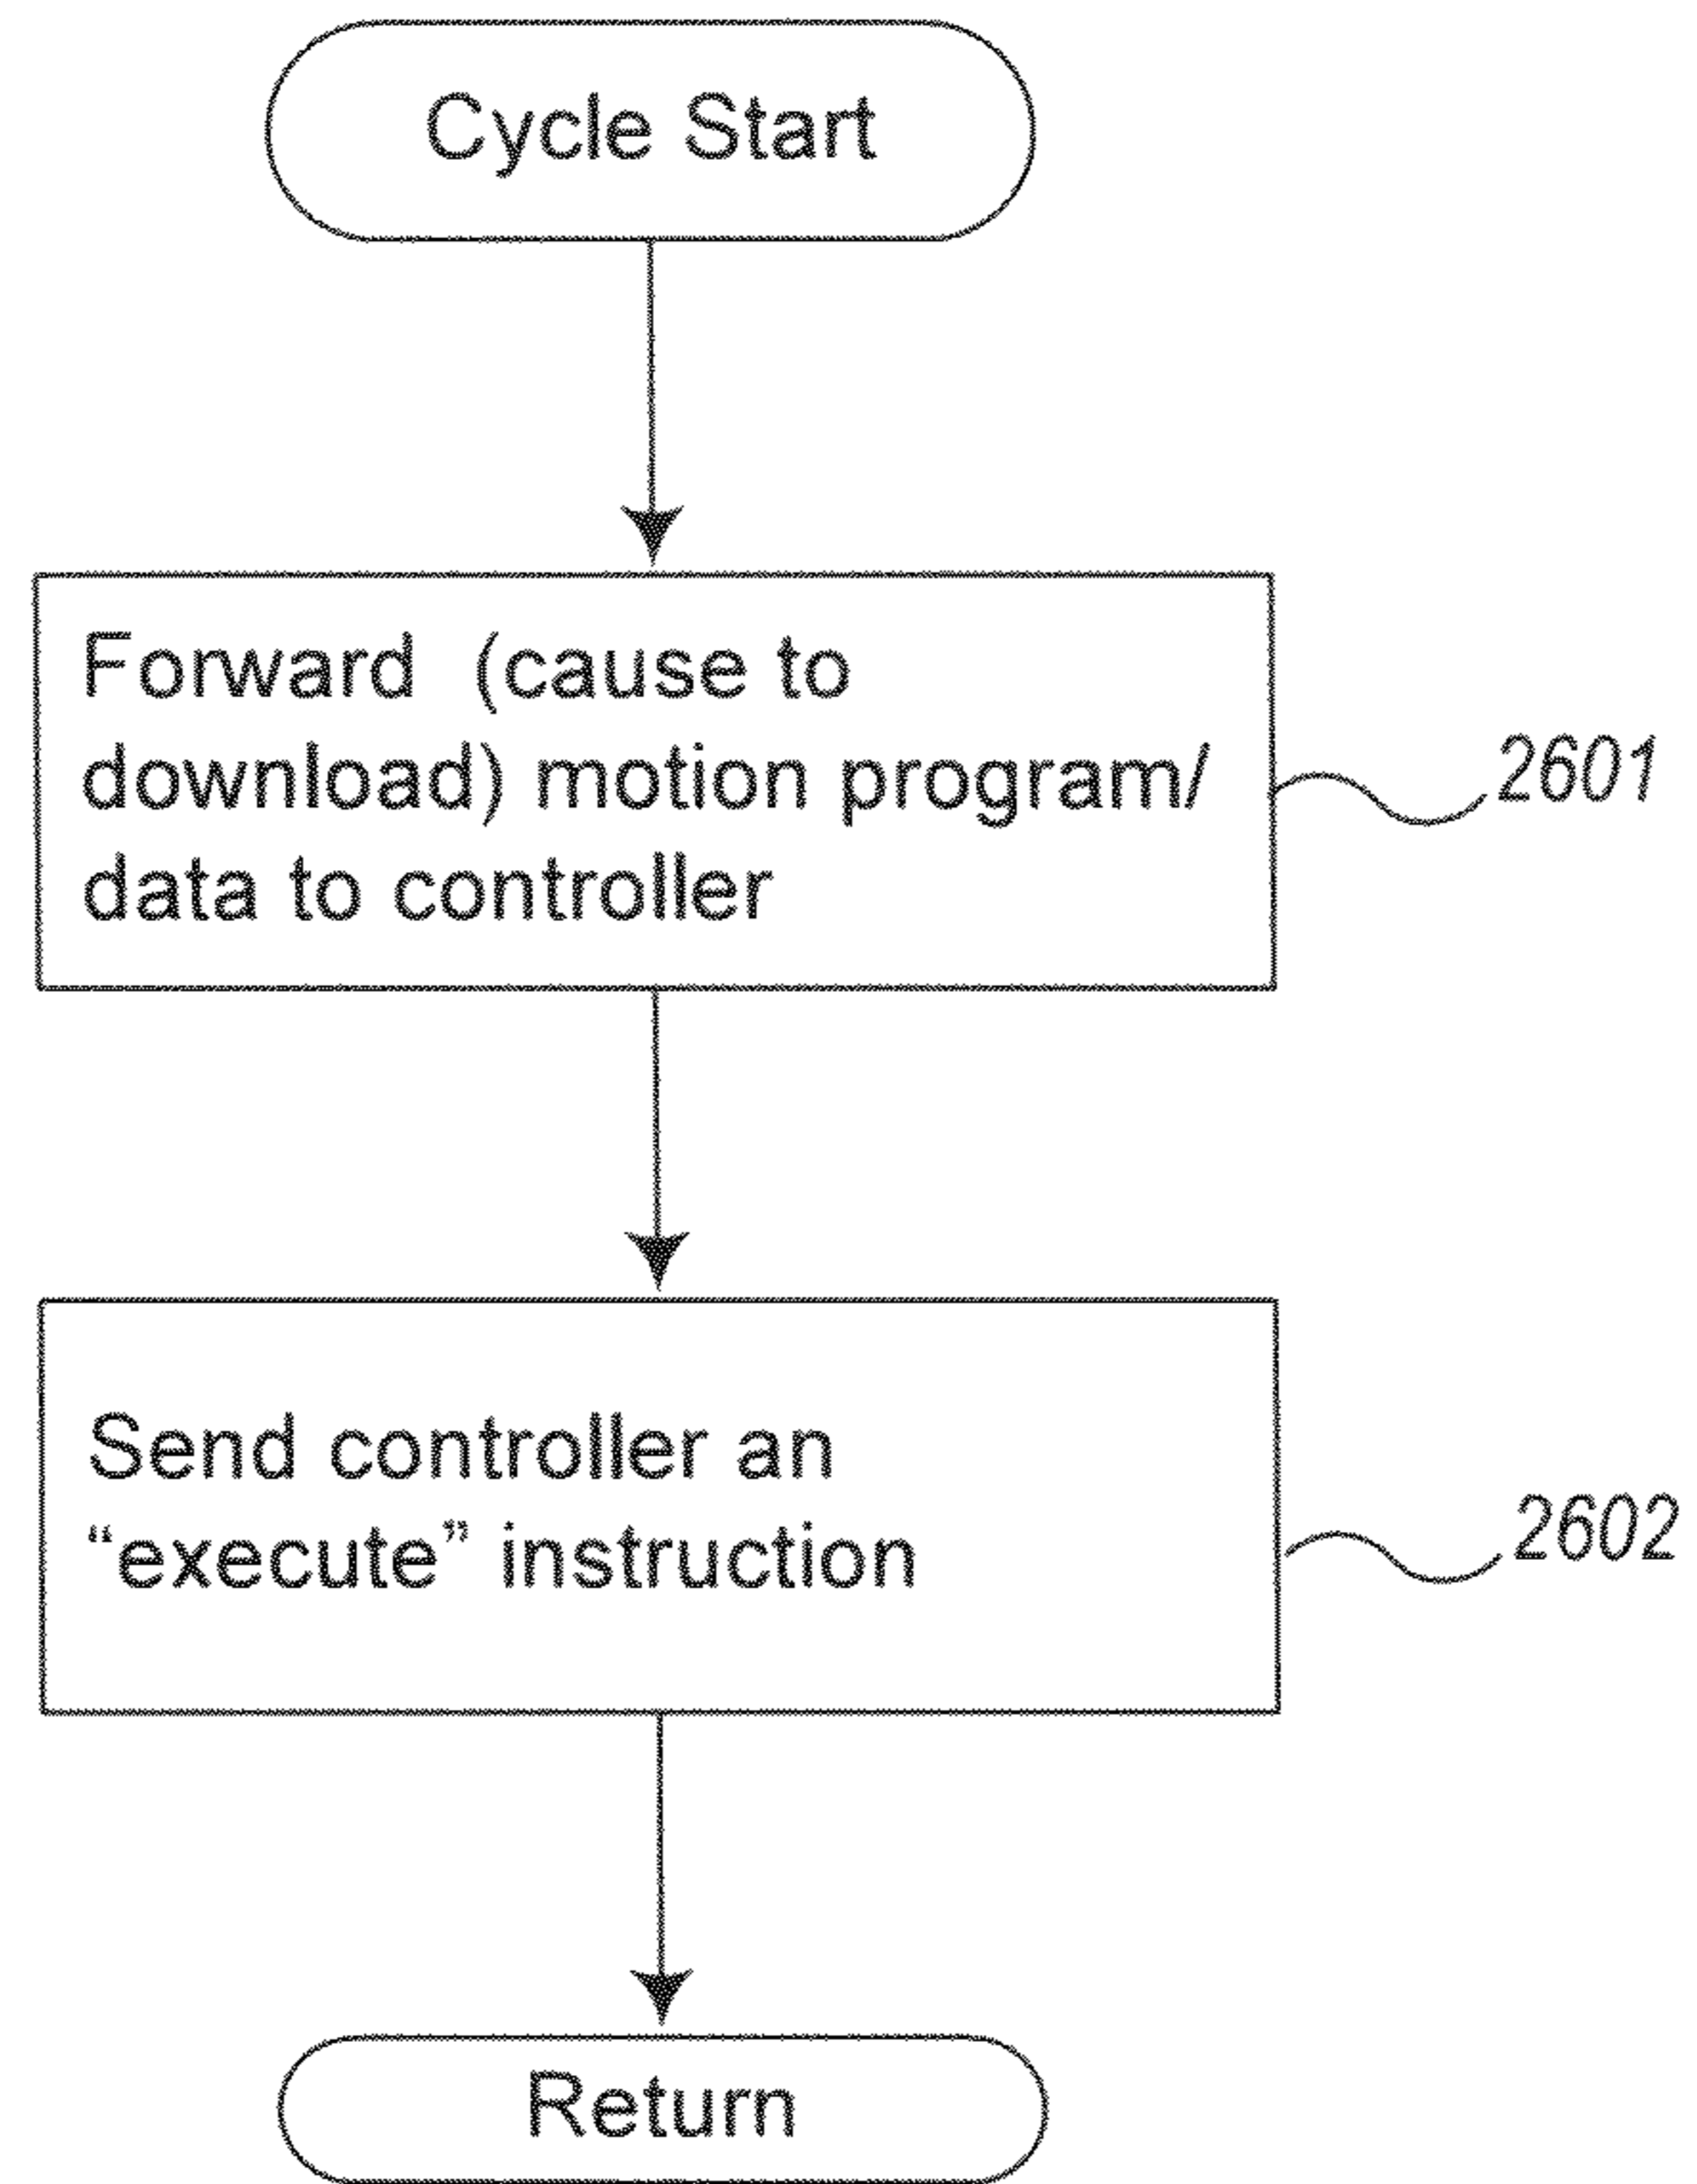 Cycle Start
Forward (cause to
download) motion program/
data to controller
2601
Send controller an
“execute” instruction
2602
Return